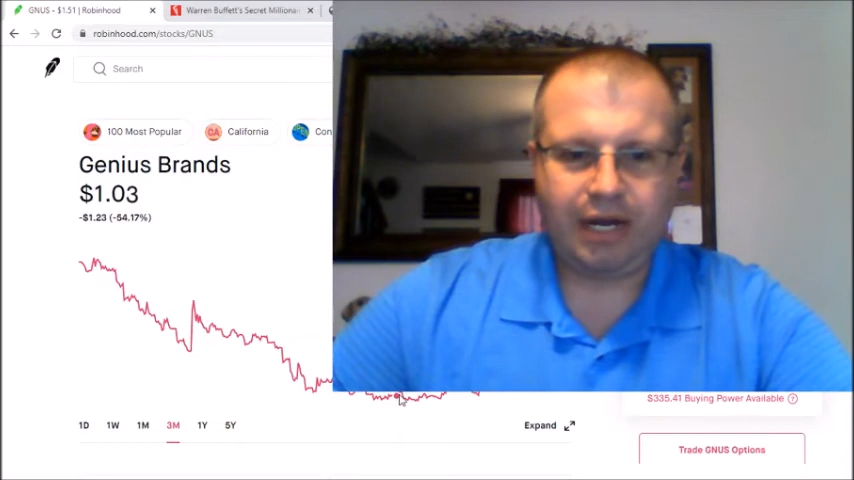 GNUS - $1.51 | Robinhood
Warren Buffett's Secret Millionai
robinhood.com/stocks/GNUS
Search
100 Most Popular
CA California
Con
Genius Brands
$1.03
-$1.23 (-54.17%)
1D 1W 1M 3M 1Y 5Y
Expand
$335.41 Buying Power Available
Trade GNUS Options